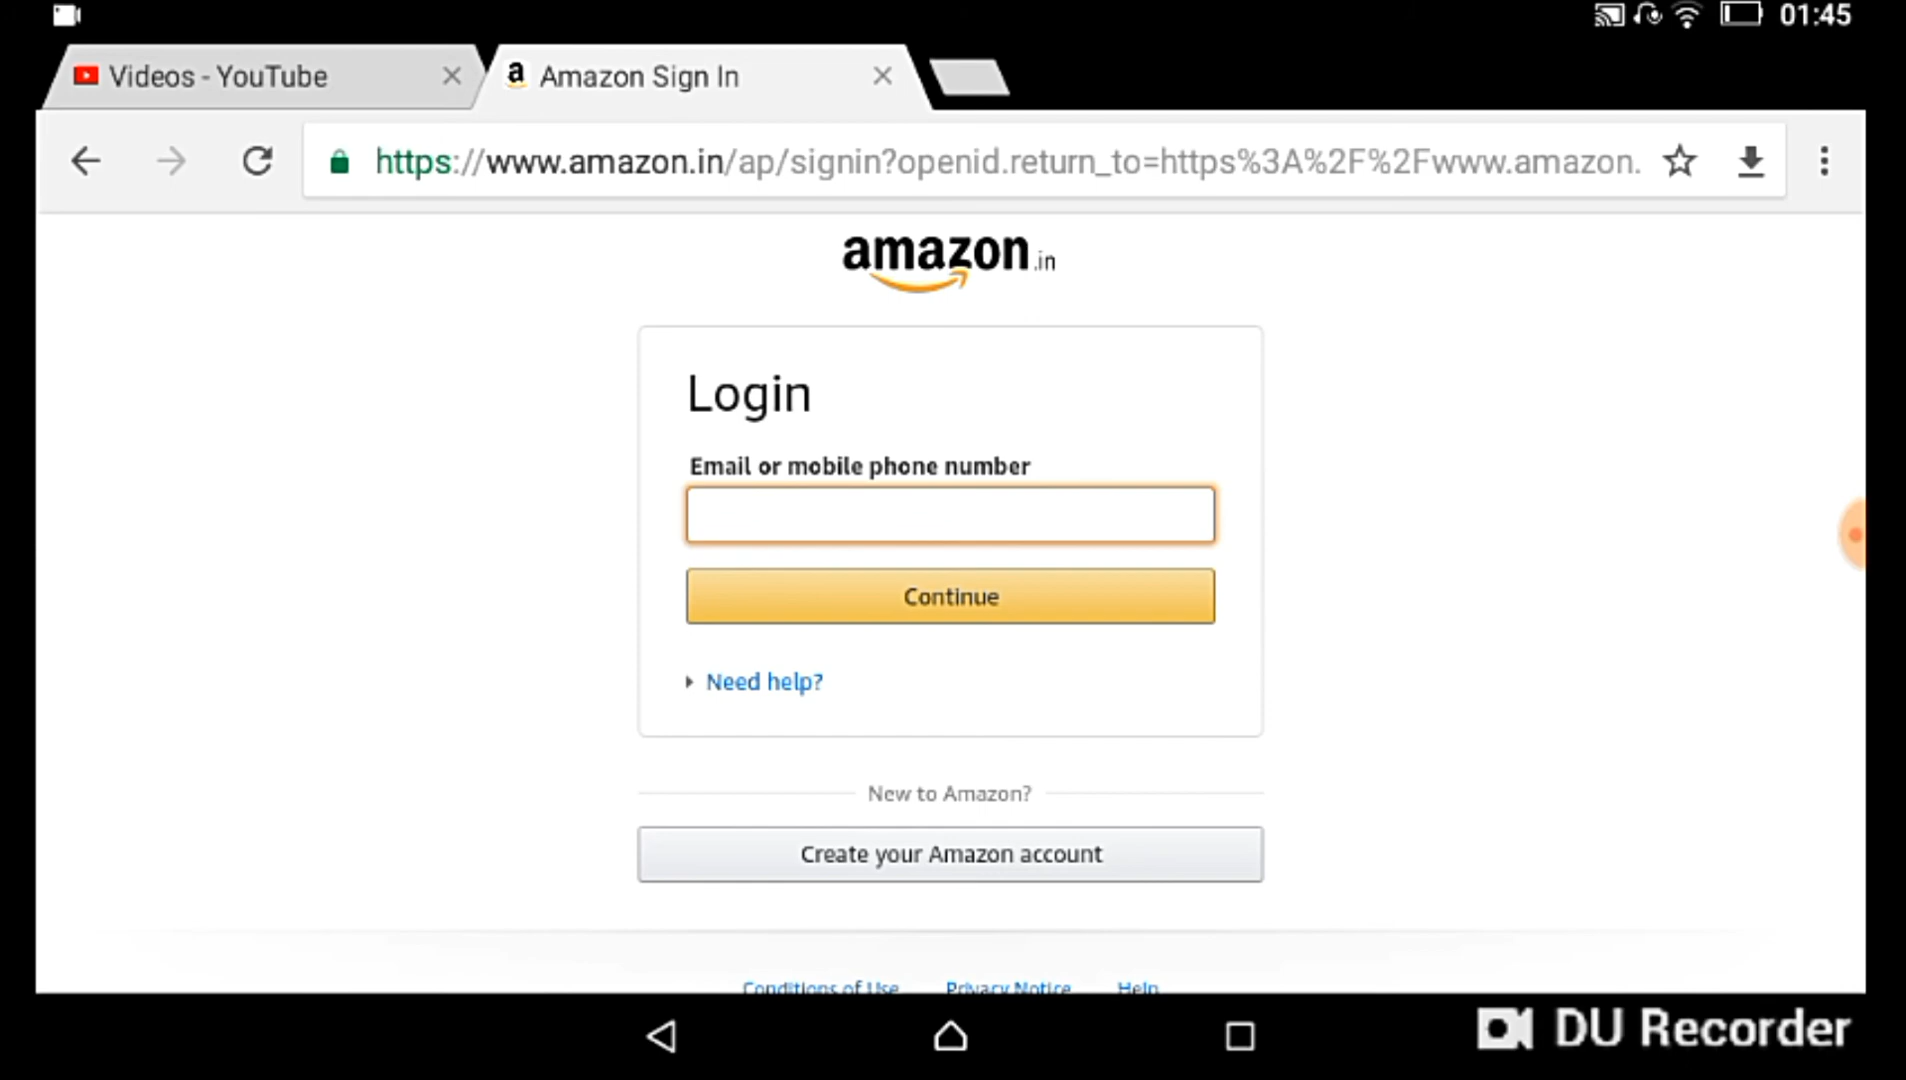 01:45
Videos - YouTube
a Amazon Sign In
https://www.amazon.in/ap/signin?openid.return_to=https%3A%2F%2Fwww.amazon.
amazon.in
Login
Email or mobile phone number
Continue
Need help?
New to Amazon?
Create your Amazon account
Conditions of Use Privacy Notice Help
DU Recorder